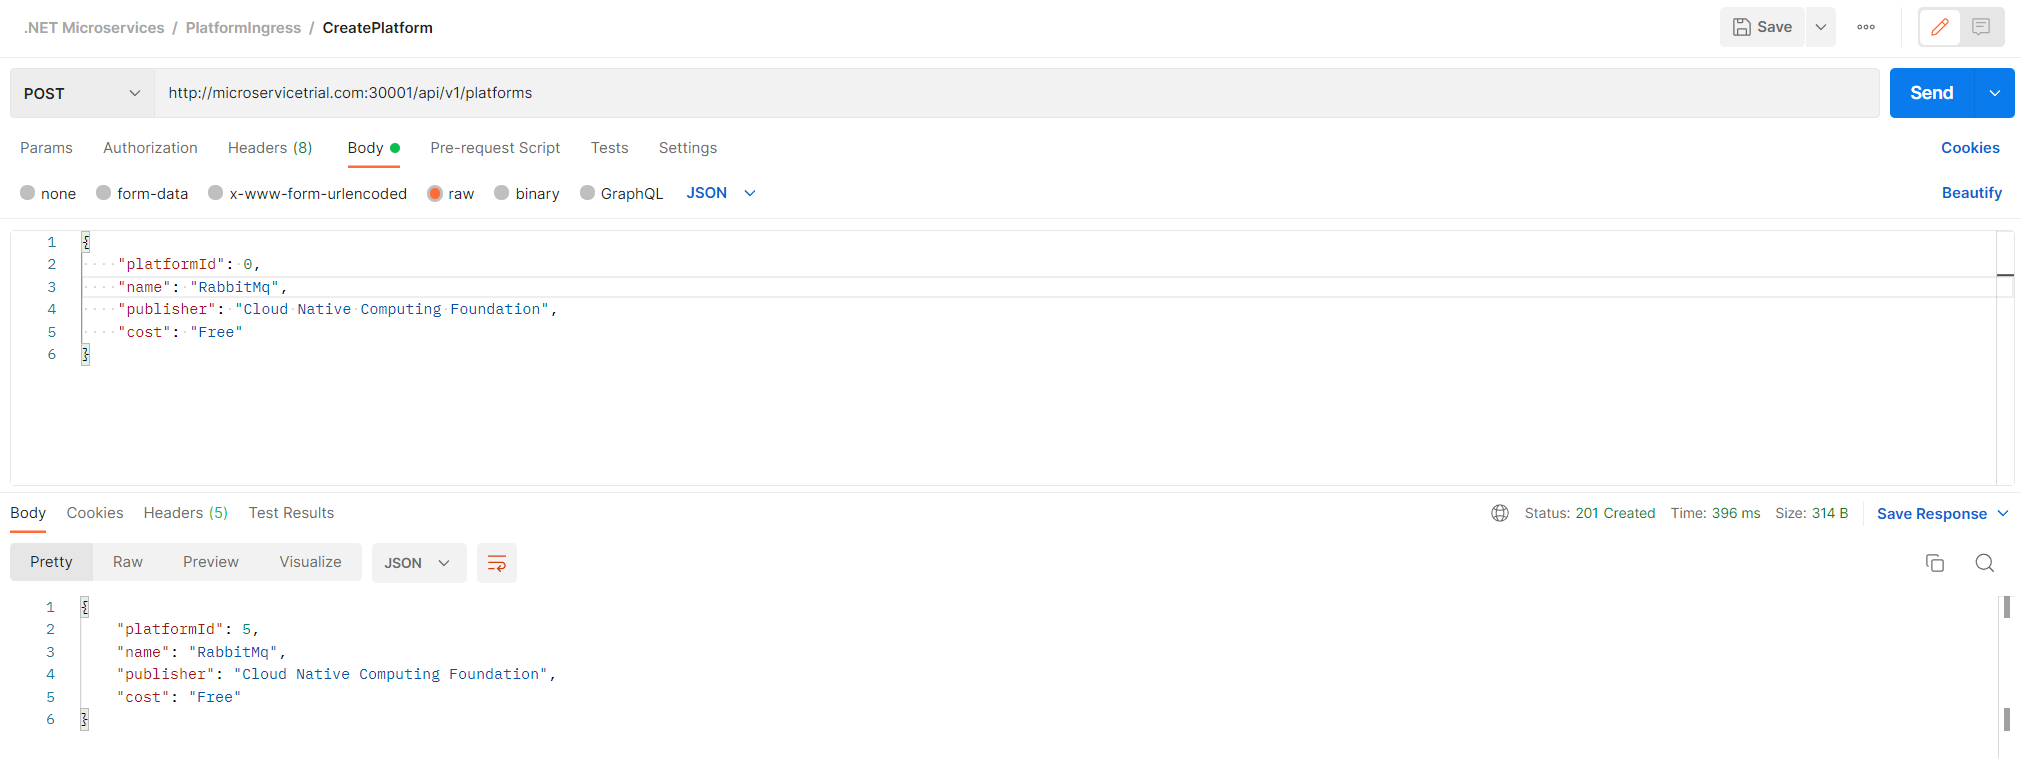 .NET Microservices / PlatformIngress / CreatePlatform
Save
POST
http://microservicetrial.com:30001/api/v1/platforms
Send
Params Authorization Headers (8) Body Pre-request Script Tests Settings
Cookies
none form-data x-www-form-urlencoded raw binary GraphQL JSON
Beautify
1 {
2 ····"platformId":·0,
3 ····"name":·"RabbitMq",
4 ····"publisher":·"Cloud·Native·Computing·Foundation",
5 ····"cost":·"Free"
6 }
Body Cookies Headers (5) Test Results
Status: 201 Created Time: 396 ms Size: 314 B Save Response
Pretty Raw Preview Visualize JSON
1 {
2 "platformId": 5,
3 "name": "RabbitMq",
4 "publisher": "Cloud Native Computing Foundation",
5 "cost": "Free"
6 }